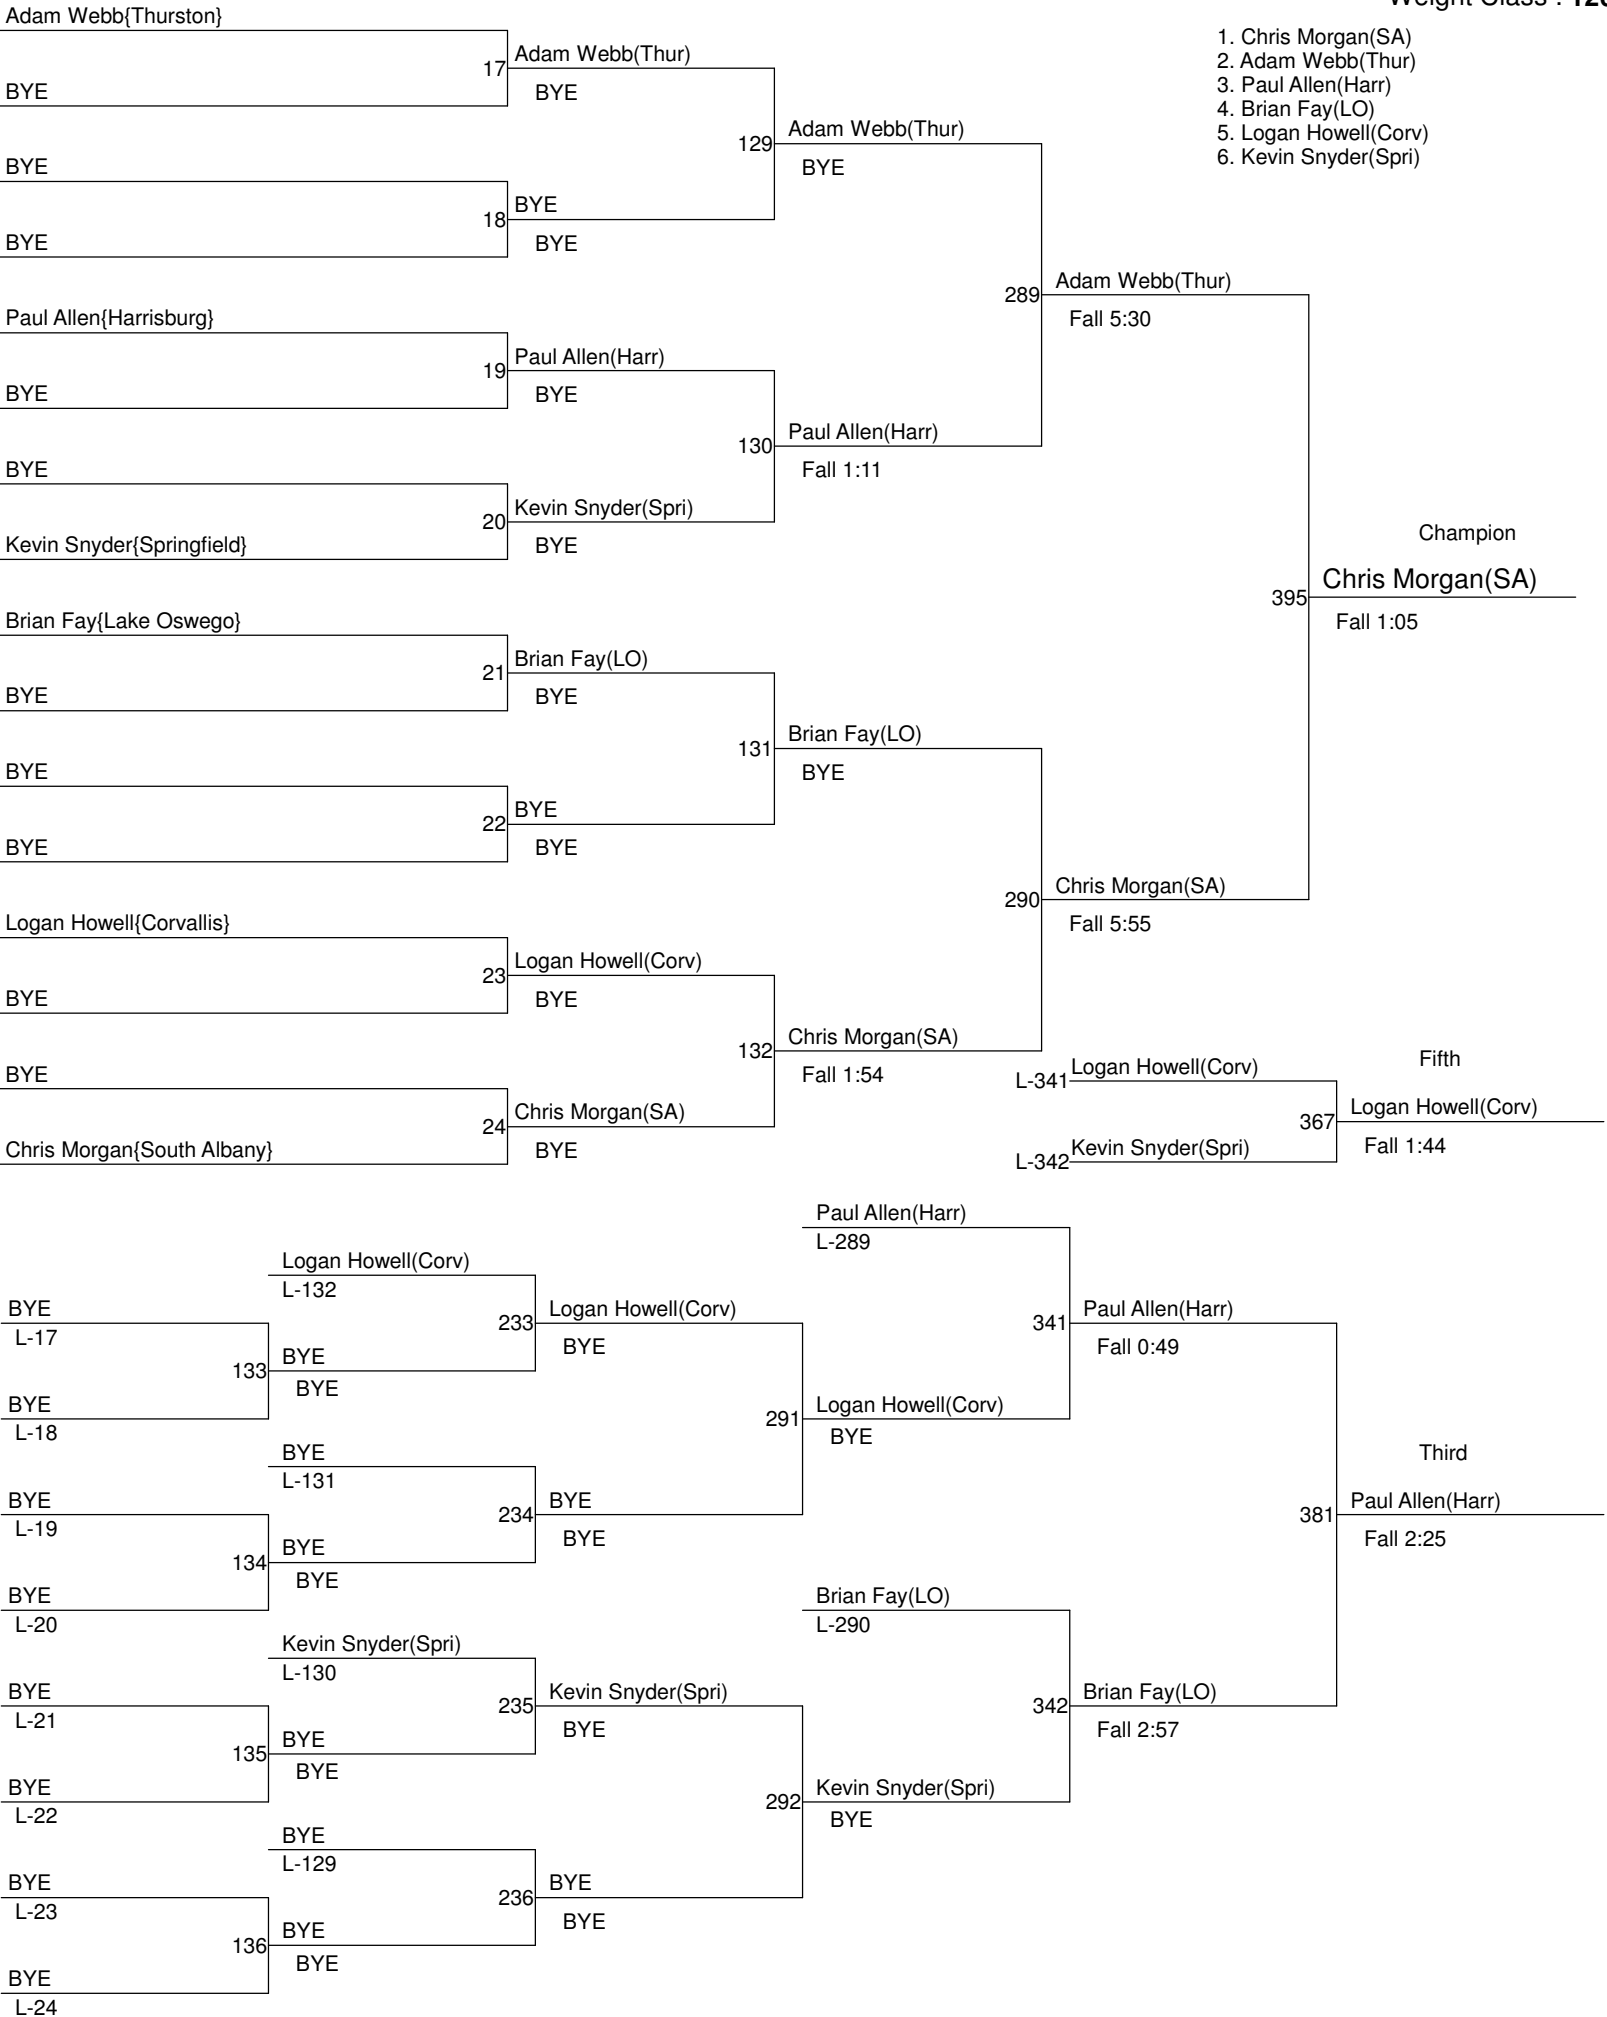 Weight Class :
1. Chris Morgan(SA)
2. Adam Webb(Thur)
3. Paul Allen(Harr)
4. Brian Fay(LO)
5. Logan Howell(Corv)
6. Kevin Snyder(Spri)
Adam Webb{Thurston}
BYE
17
BYE
BYE
18
Paul Allen{Harrisburg}
BYE
19
BYE
Kevin Snyder{Springfield}
20
Brian Fay{Lake Oswego}
BYE
21
BYE
BYE
22
Logan Howell{Corvallis}
BYE
23
BYE
Chris Morgan{South Albany}
24
Adam Webb(Thur)
BYE
129
BYE
BYE
Paul Allen(Harr)
BYE
130
Kevin Snyder(Spri)
BYE
Brian Fay(LO)
BYE
131
BYE
BYE
Logan Howell(Corv)
BYE
132
Chris Morgan(SA)
BYE
Adam Webb(Thur)
BYE
289
Paul Allen(Harr)
Fall 1:11
Brian Fay(LO)
BYE
290
Chris Morgan(SA)
Fall 1:54
Adam Webb(Thur)
Fall 5:30
395
Chris Morgan(SA)
Fall 5:55
Champion
Chris Morgan(SA)
Fall 1:05
L-341
Logan Howell(Corv)
367
L-342
Kevin Snyder(Spri)
Fifth
Logan Howell(Corv)
Fall 1:44
BYE
L-17
133
BYE
L-18
BYE
L-19
134
BYE
L-20
BYE
L-21
135
BYE
L-22
BYE
L-23
136
BYE
L-24
Logan Howell(Corv)
L-132
233
BYE
BYE
BYE
L-131
234
BYE
BYE
Kevin Snyder(Spri)
L-130
235
BYE
BYE
BYE
L-129
236
BYE
BYE
Logan Howell(Corv)
BYE
291
BYE
BYE
Kevin Snyder(Spri)
BYE
292
BYE
BYE
Paul Allen(Harr)
L-289
341
Logan Howell(Corv)
BYE
Brian Fay(LO)
L-290
342
Kevin Snyder(Spri)
BYE
Paul Allen(Harr)
Fall 0:49
381
Brian Fay(LO)
Fall 2:57
Third
Paul Allen(Harr)
Fall 2:25